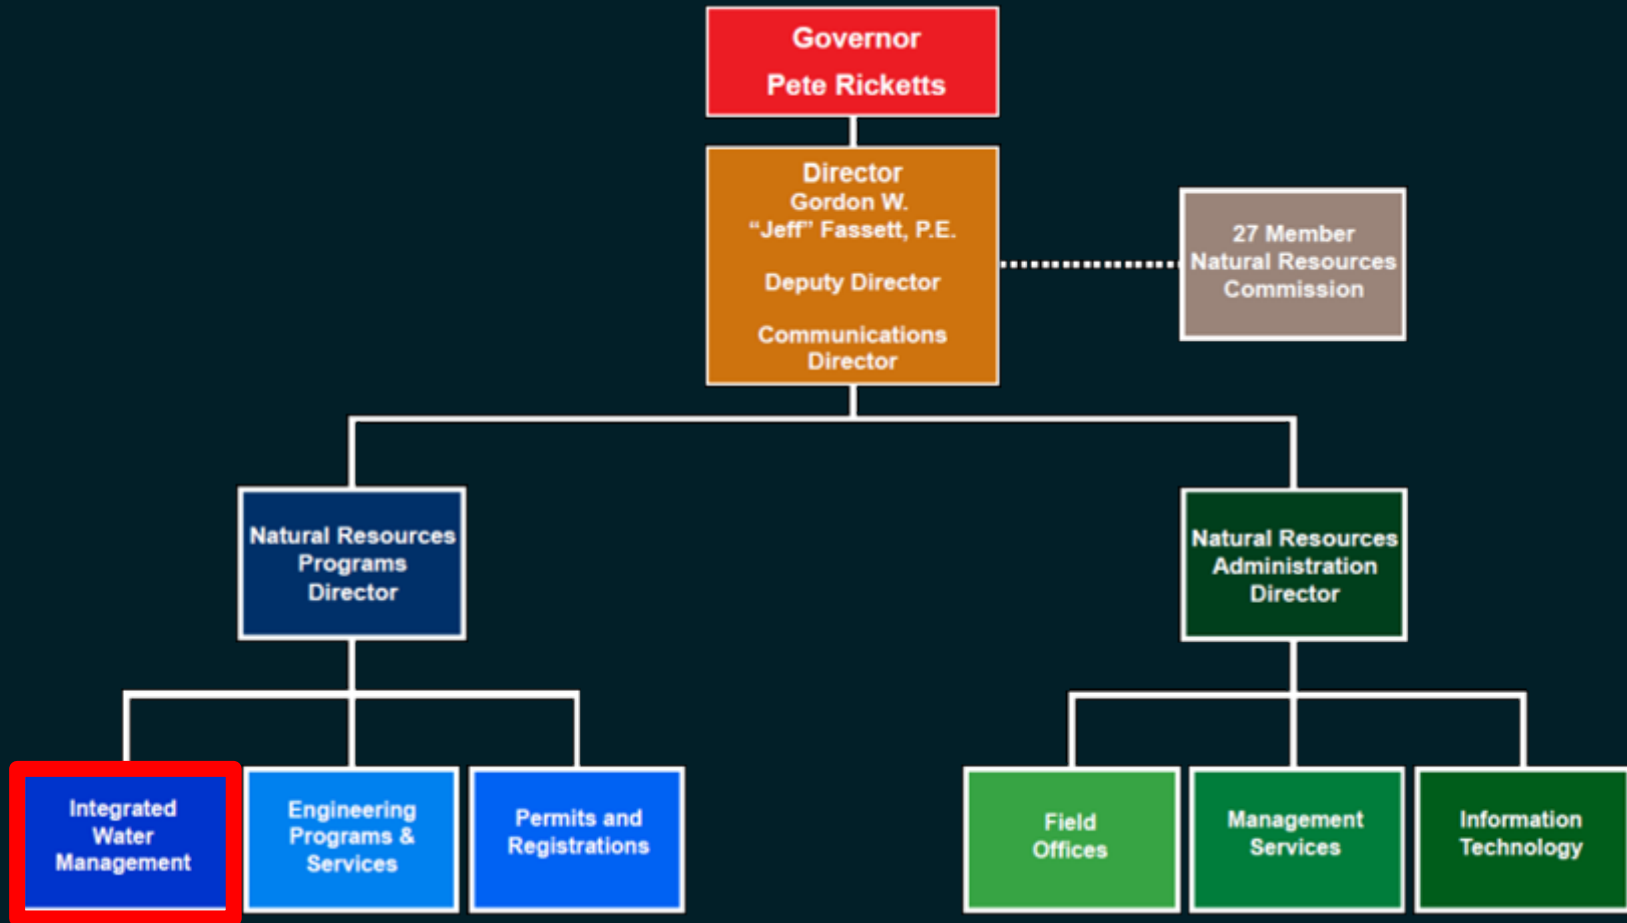 Governor
Pete Ricketts
Director
Gordon W.
“Jeff” Fassett, P.E.
Deputy Director
Communications
Director
27 Member
Natural Resources
Commission
Natural Resources
Programs
Director
Natural Resources
Administration
Director
Integrated
Water
Management
Engineering
Programs &
Services
Permits and
Registrations
Field
Offices
Management
Services
Information
Technology